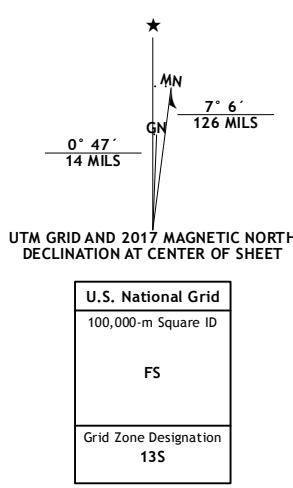 ★
MN
GN
7° 6´
126 MILS
0° 47´
14 MILS
UTM GRID AND 2017 MAGNETIC NORTH
DECLINATION AT CENTER OF SHEET
U.S. National Grid
100,000-m Square ID
FS
Grid Zone Designation
13S